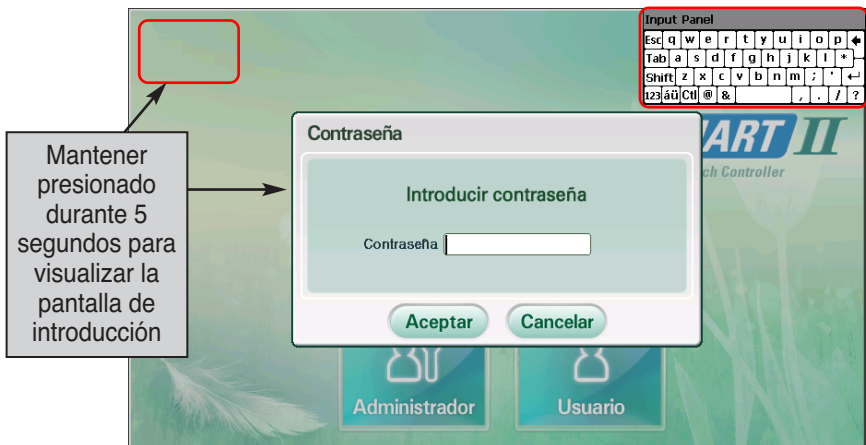 Input Panel
Esc q w e r t y u i o p
Tab a s d f g h j k l *
Shift z x c v b n m ; '
123 áü Ctl @ & , . / ?
Mantener
presionado
durante 5
segundos para
visualizar la
pantalla de
introducción
Contraseña
Introducir contraseña
Contraseña
Aceptar Cancelar
ART II
ch Controller
Administrador Usuario